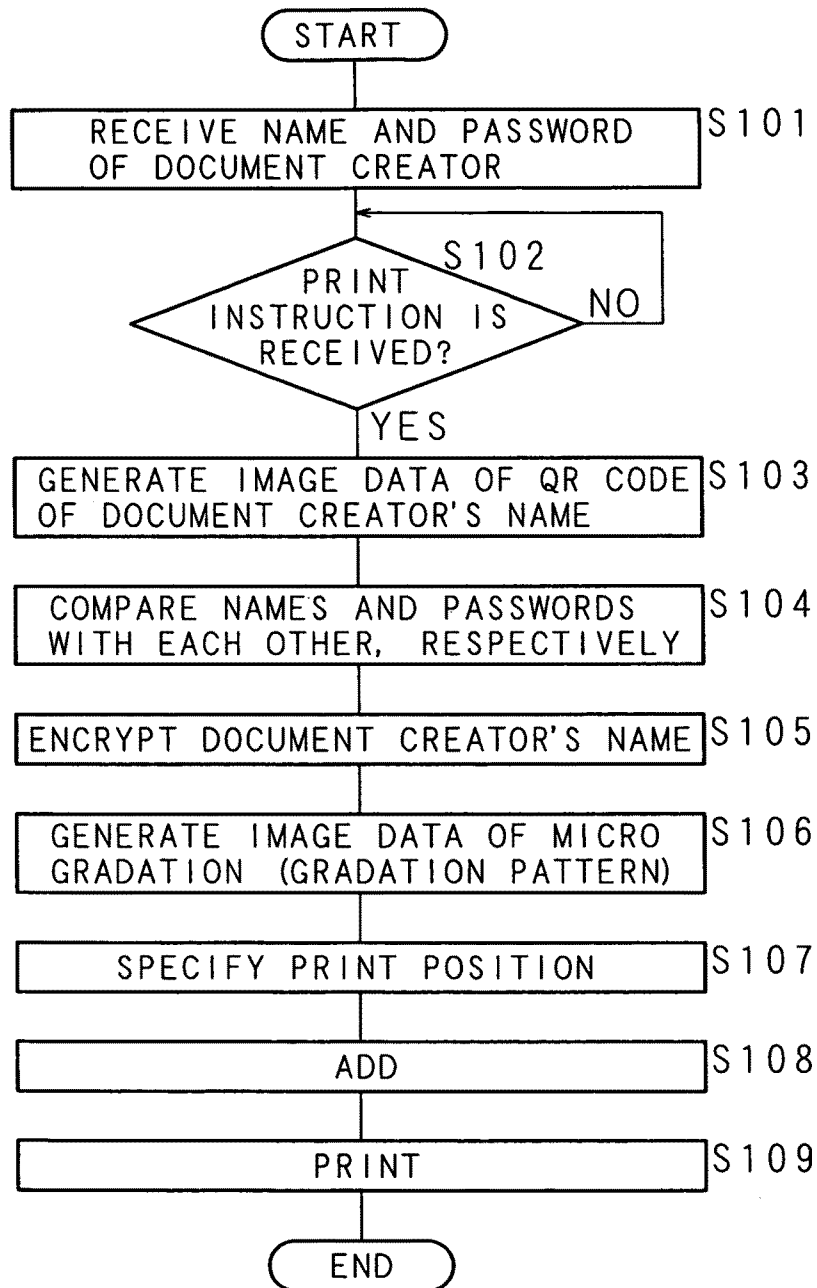 START
RECEIVE NAME AND PASSWORD
OF DOCUMENT CREATOR
S101
S102
PRINT
INSTRUCTION IS
RECEIVED?
NO
YES
GENERATE IMAGE DATA OF QR CODE
OF DOCUMENT CREATOR'S NAME
S103
COMPARE NAMES AND PASSWORDS
WITH EACH OTHER, RESPECTIVELY
S104
ENCRYPT DOCUMENT CREATOR'S NAME
S105
GENERATE IMAGE DATA OF MICRO
GRADATION (GRADATION PATTERN)
S106
SPECIFY PRINT POSITION
S107
ADD
S108
PRINT
S109
END